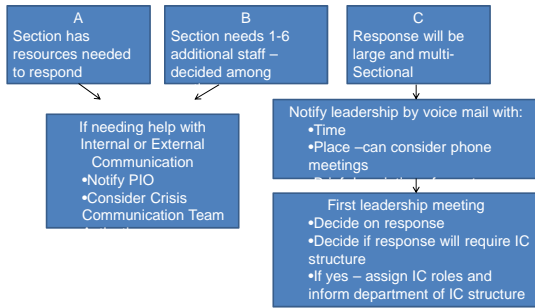 A
Section has
resources needed
to respond
B
Section needs 1-6
additional staff –
decided among
C
Response will be
large and multi-
Sectional
If needing help with
Internal or External
Communication
•Notify PIO
•Consider Crisis
Communication Team
Notify leadership by voice mail with:
•Time
•Place –can consider phone
meetings
First leadership meeting
•Decide on response
•Decide if response will require IC
structure
•If yes – assign IC roles and
inform department of IC structure